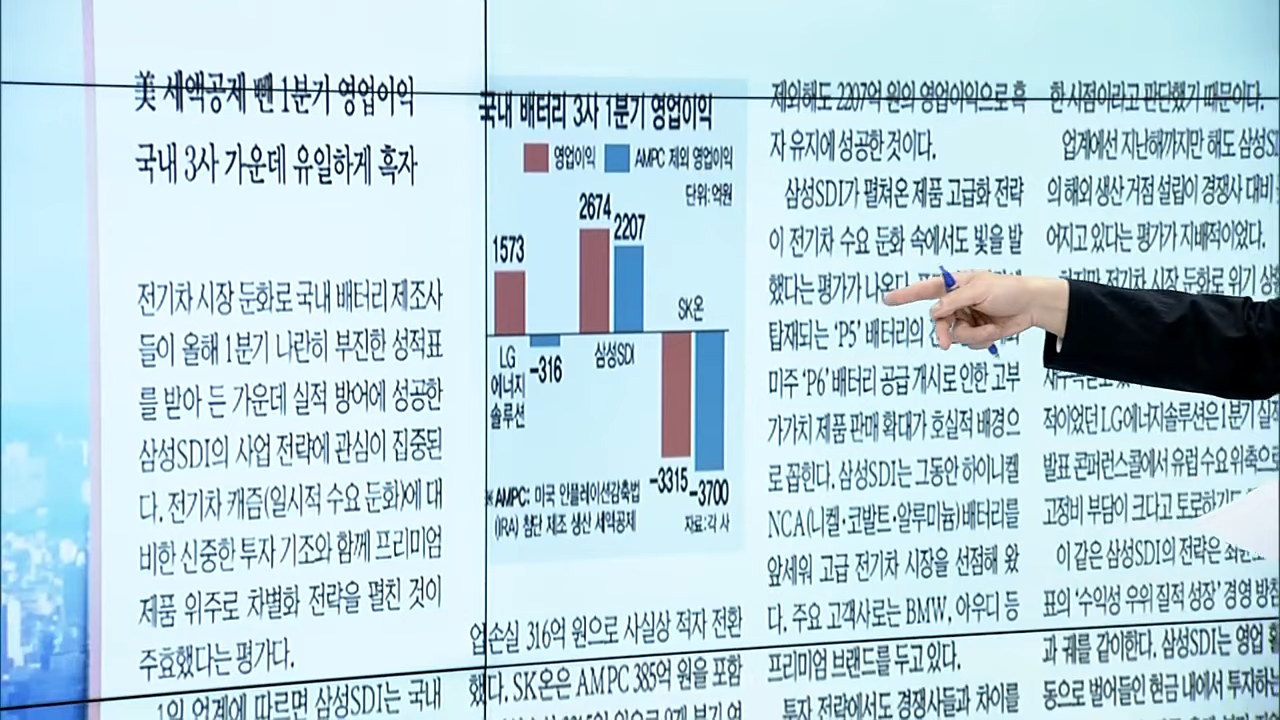 美 세액공제 뺀 1분기 영업이익
국내 3사 가운데 유일하게 흑자
전기차 시장 둔화로 국내 배터리 제조사
들이 올해 1분기 나란히 부진한 성적표
를 받아 든 가운데 실적 방어에 성공한
삼성SDI의 사업 전략에 관심이 집중된
다. 전기차 캐즘(일시적 수요 둔화)에 대
비한 신중한 투자 기조와 함께 프리미엄
제품 위주로 차별화 전략을 펼친 것이
주효했다는 평가다.
1일 업계에 따르면 삼성SDI는 국내
국내 배터리 3사 1분기 영업이익
영업이익 AMPC 제외 영업이익
단위: 억원
1573
2674
2207
-316
-3315
-3700
LG
에너지
솔루션
삼성SDI
SK온
※AMPC: 미국 인플레이션감축법
(IRA) 첨단 제조 생산 세액공제
자료: 각 사
업손실 316억 원으로 사실상 적자 전환
했다. SK온은 AMPC 385억 원을 포함
제외해도 2207억 원의 영업이익으로 흑
자 유지에 성공한 것이다.
삼성SDI가 펼쳐온 제품 고급화 전략
이 전기차 수요 둔화 속에서도 빛을 발
했다는 평가가 나온다.
탑재되는 ‘P5’ 배터리의
미주 ‘P6’ 배터리 공급 개시로 인한 고부
가가치 제품 판매 확대가 호실적 배경으
로 꼽힌다. 삼성SDI는 그동안 하이니켈
NCA(니켈·코발트·알루미늄) 배터리를
앞세워 고급 전기차 시장을 선점해 왔
다. 주요 고객사로는 BMW, 아우디 등
프리미엄 브랜드를 두고 있다.
투자 전략에서도 경쟁사들과 차이를
한 시점이라고 판단했기 때문이다.
업계에선 지난해까지만 해도 삼성SDI
의 해외 생산 거점 설립이 경쟁사 대비
어지고 있다는 평가가 지배적이었다.
하지만 전기차 시장 둔화로 위기
적이었던 LG에너지솔루션은 1분기 실적
발표 콘퍼런스콜에서 유럽 수요 위축으로
고정비 부담이 크다고 토로하기도
이 같은 삼성SDI의 전략은
표의 ‘수익성 우위 질적 성장’ 경영 방침
과 궤를 같이한다. 삼성SDI는 영업
동으로 벌어들인 현금 내에서 투자하는